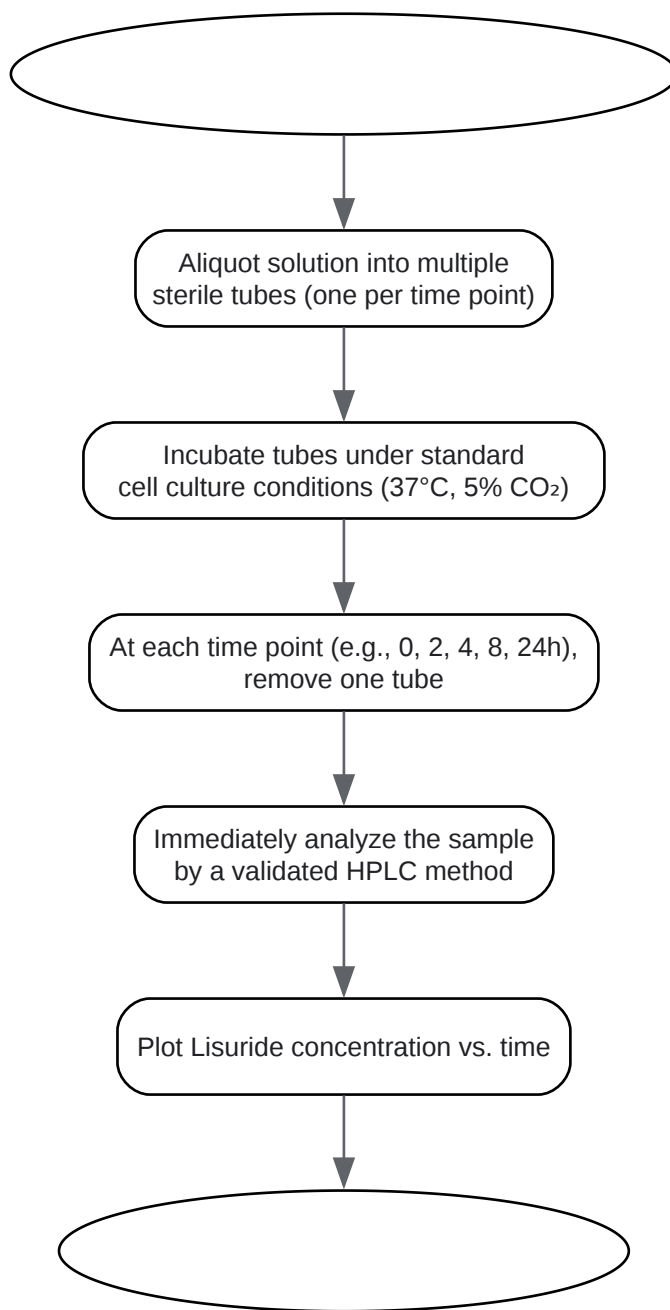 Aliquot solution into multiple
sterile tubes (one per time point)
Incubate tubes under standard
cell culture conditions (37°C, 5% CO₂)
At each time point (e.g., 0, 2, 4, 8, 24h),
remove one tube
Immediately analyze the sample
by a validated HPLC method
Plot Lisuride concentration vs. time